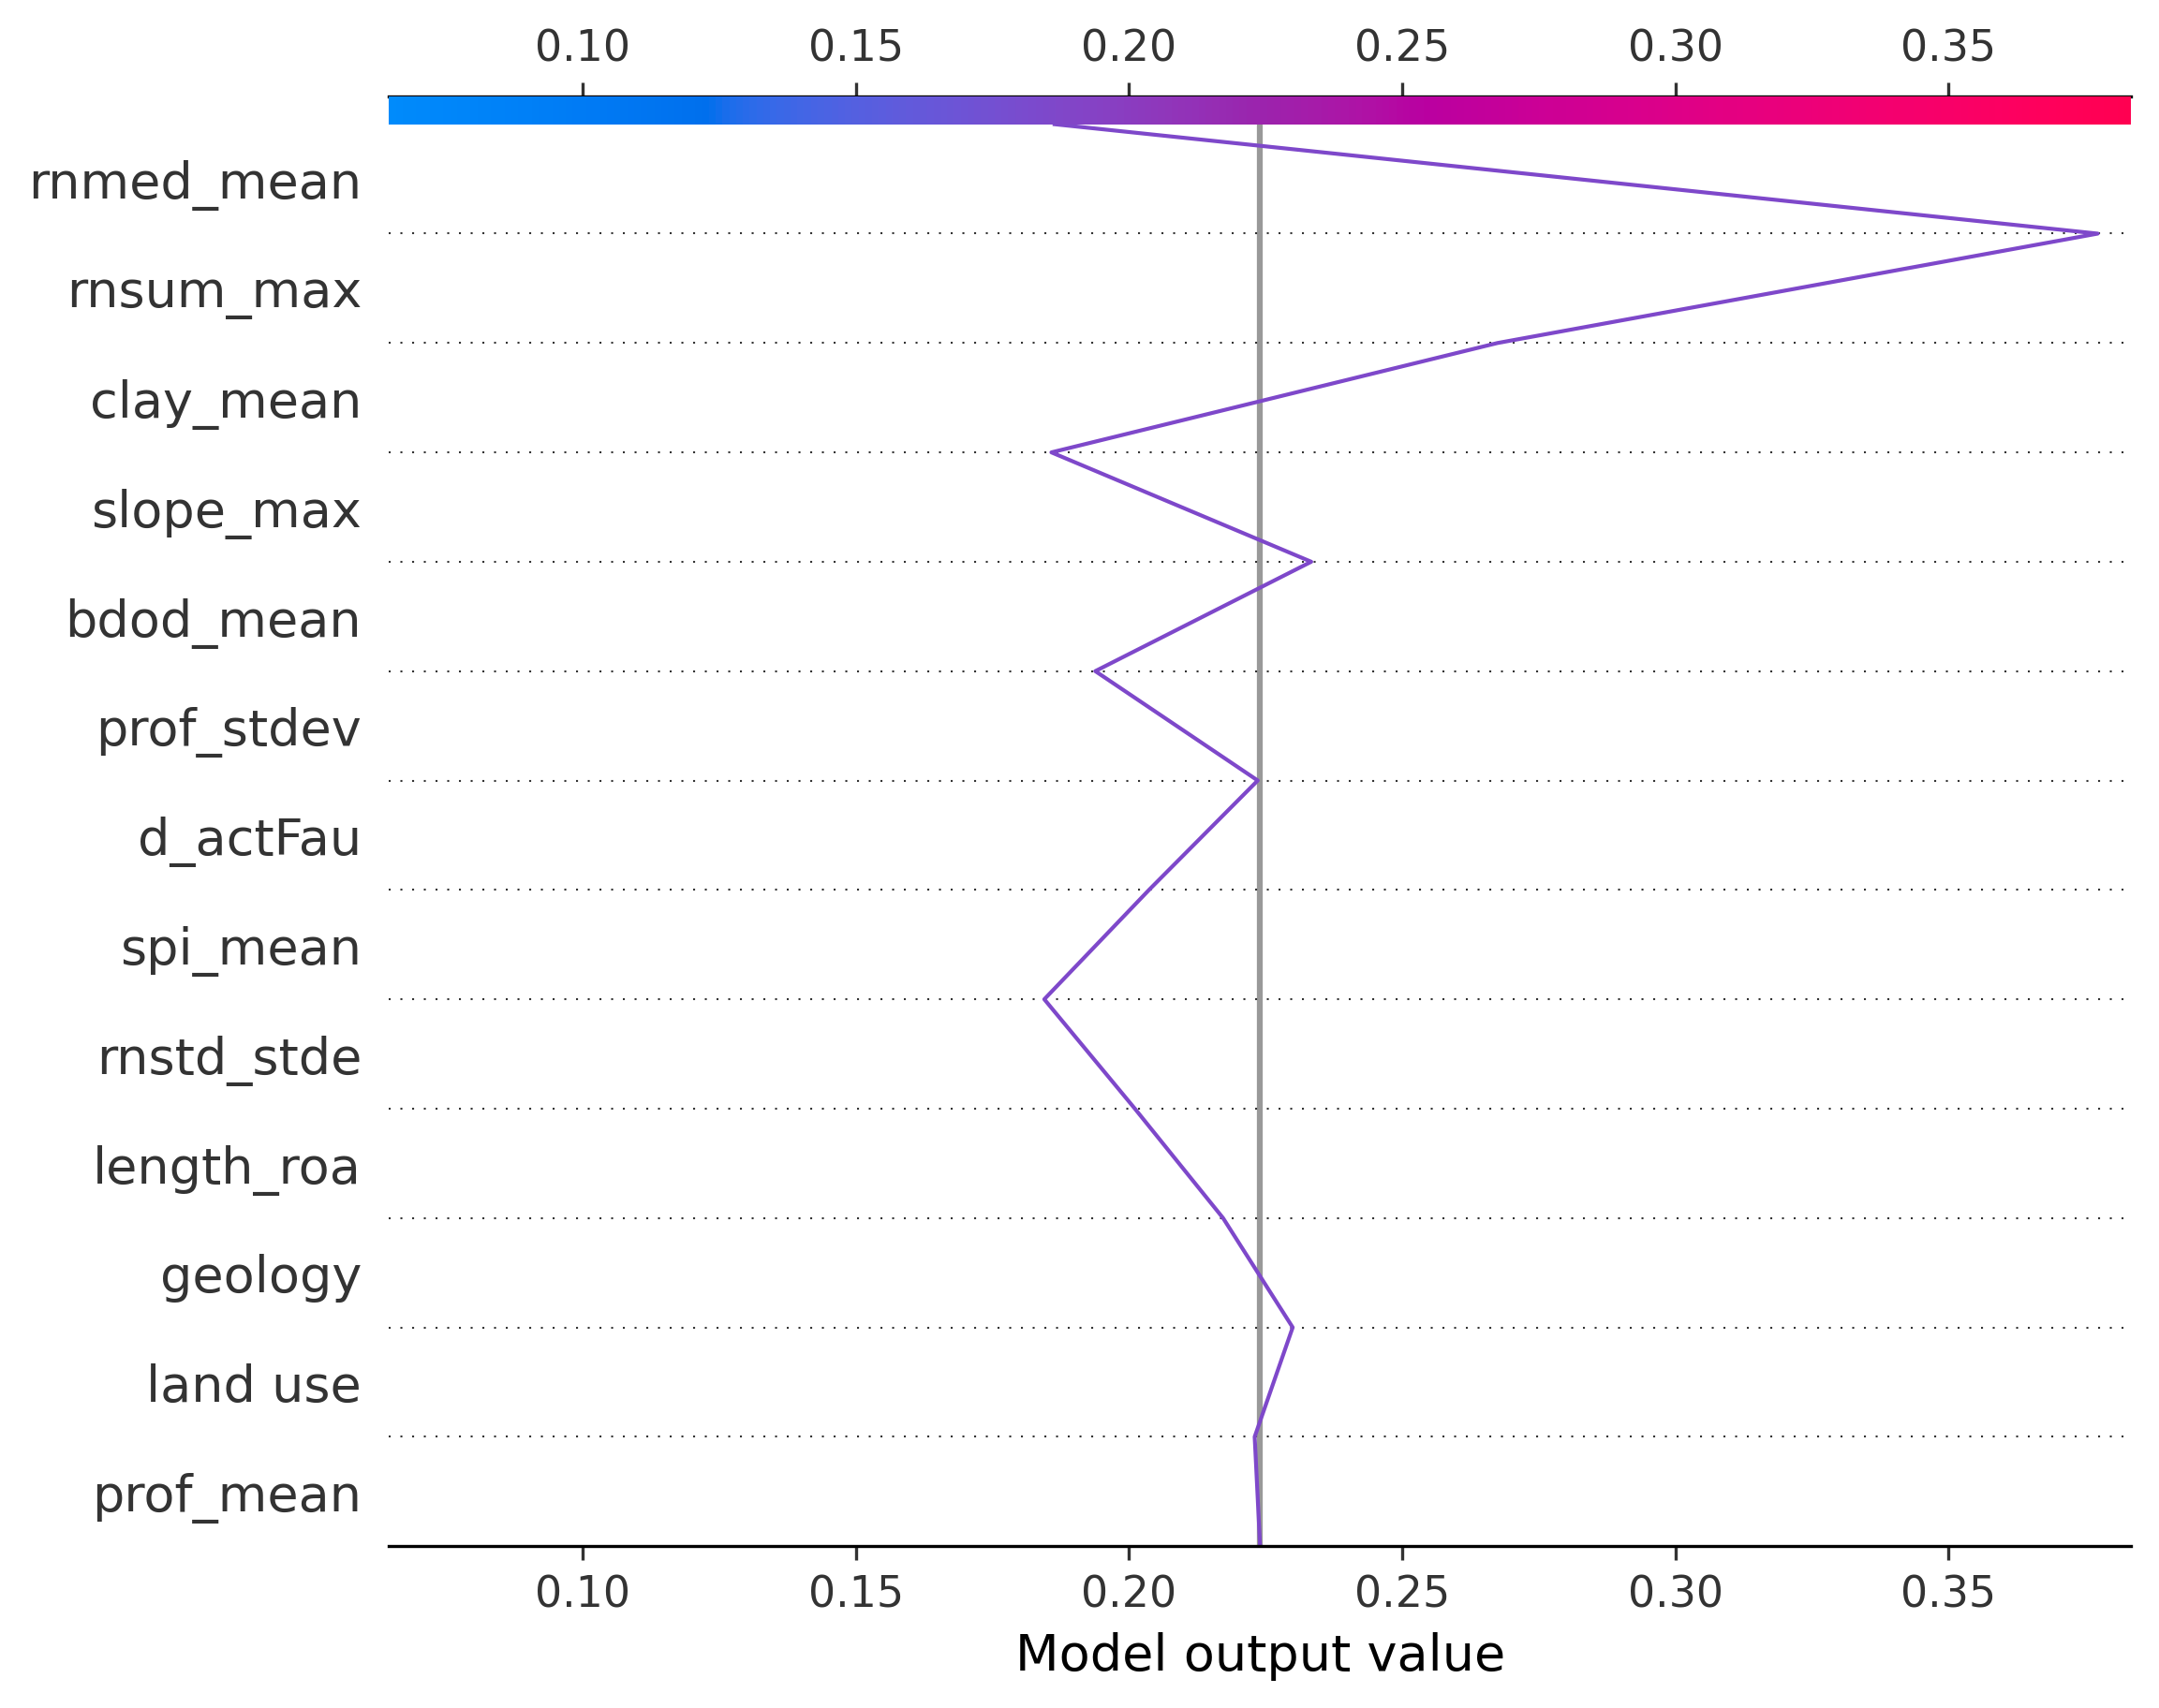 0.10 0.15 0.20 0.25 0.30 0.35
rnmed_mean
rnsum_max
clay_mean
slope_max
bdod_mean
prof_stdev
d_actFau
spi_mean
rnstd_stde
length_roa
geology
land use
prof_mean
0.10 0.15 0.20 0.25 0.30 0.35
Model output value